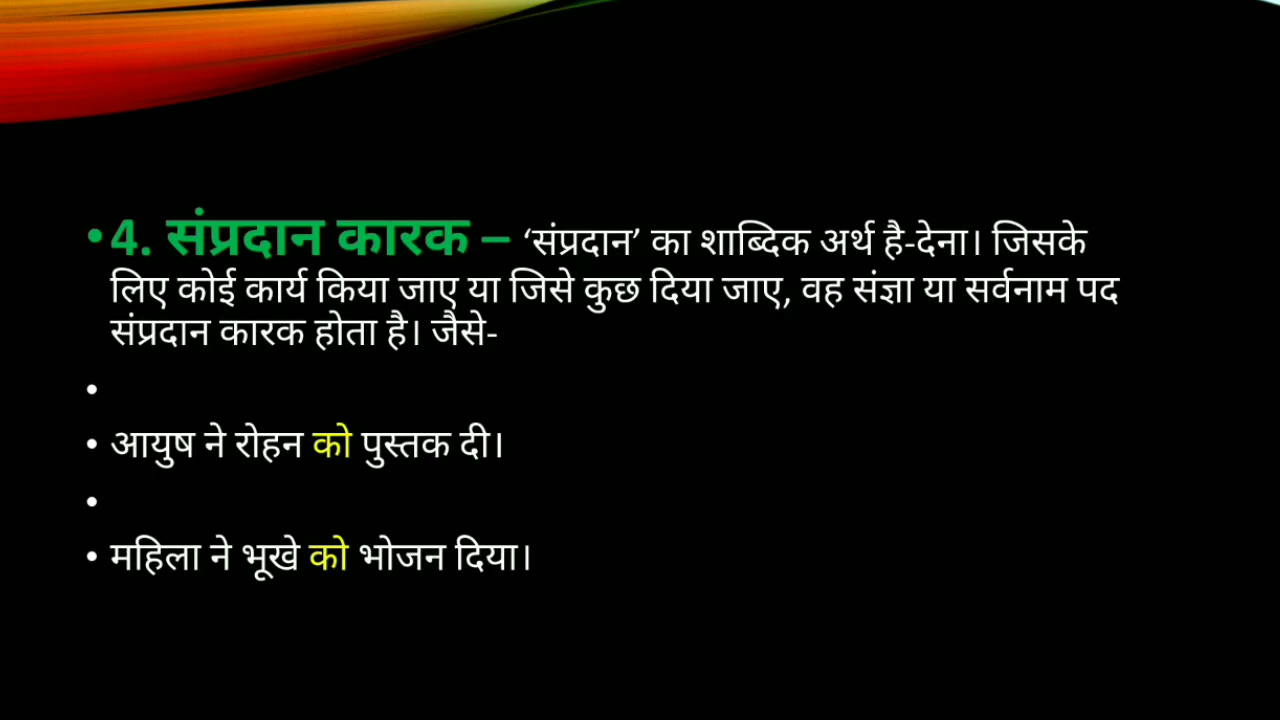 • 4. संप्रदान कारक – ‘संप्रदान’ का शाब्दिक अर्थ है-देना। जिसके
लिए कोई कार्य किया जाए या जिसे कुछ दिया जाए, वह संज्ञा या सर्वनाम पद
संप्रदान कारक होता है। जैसे-
•
• आयुष ने रोहन को पुस्तक दी।
•
• महिला ने भूखे को भोजन दिया।